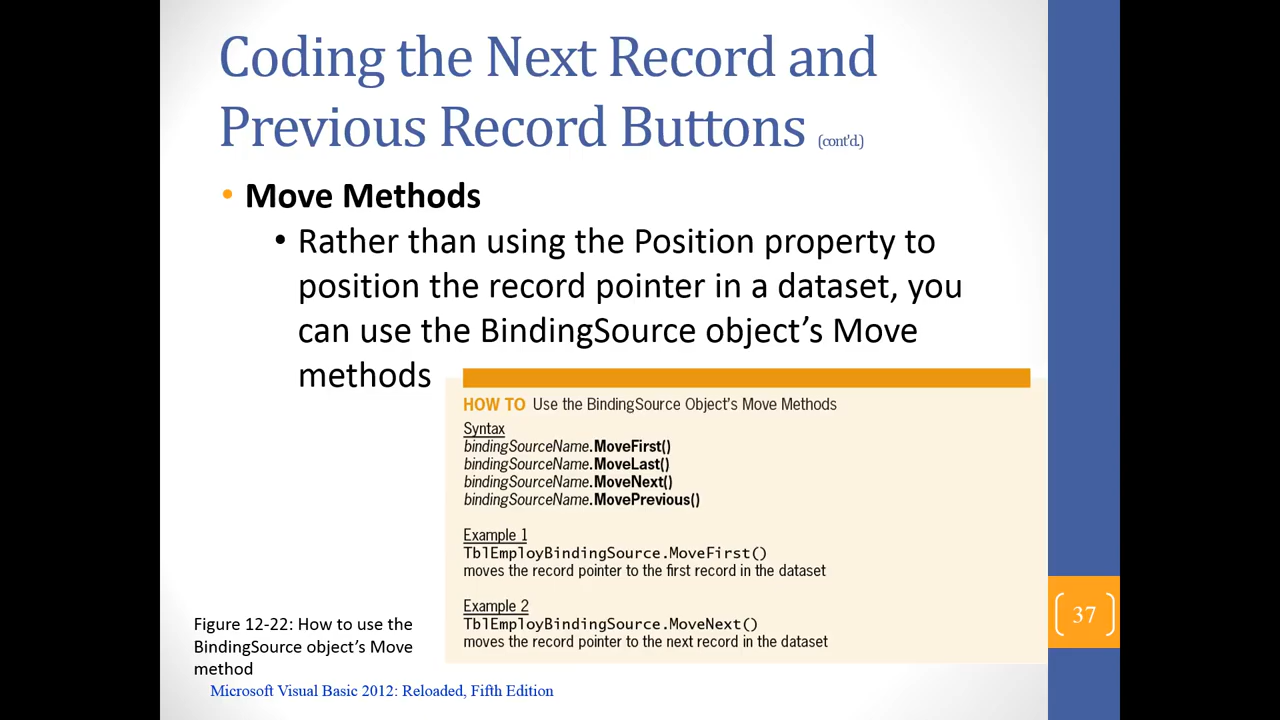 Coding the Next Record and
Previous Record Buttons (cont'd.)
• Move Methods
• Rather than using the Position property to
position the record pointer in a dataset, you
can use the BindingSource object's Move
methods
HOW TO Use the BindingSource Object's Move Methods
Syntax
bindingSourceName.MoveFirst()
bindingSourceName.MoveLast()
bindingSourceName.MoveNext()
bindingSourceName.MovePrevious()
Example 1
TblEmployBindingSource.MoveFirst()
moves the record pointer to the first record in the dataset
Example 2
TblEmployBindingSource.MoveNext()
moves the record pointer to the next record in the dataset
Figure 12-22: How to use the
BindingSource object's Move
method
Microsoft Visual Basic 2012: Reloaded, Fifth Edition
37